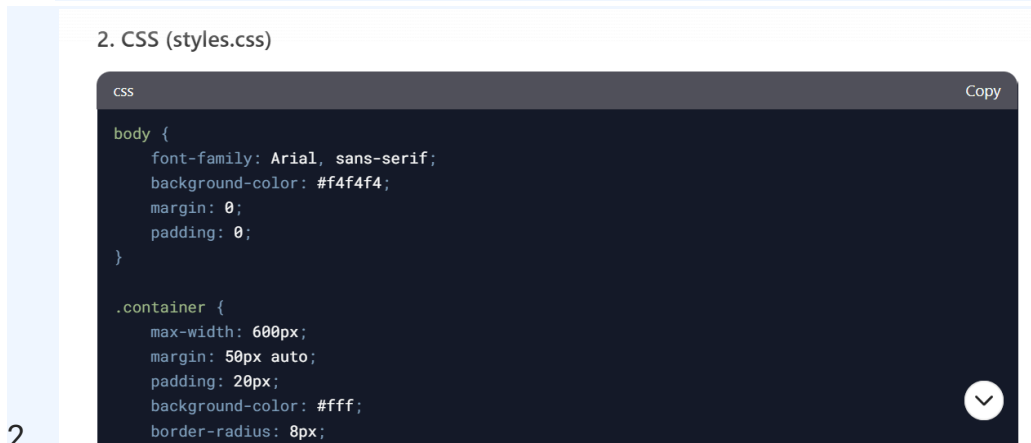 2. CSS (styles.css)
css Copy
body {
    font-family: Arial, sans-serif;
    background-color: #f4f4f4;
    margin: 0;
    padding: 0;
}

.container {
    max-width: 600px;
    margin: 50px auto;
    padding: 20px;
    background-color: #fff;
    border-radius: 8px;
2